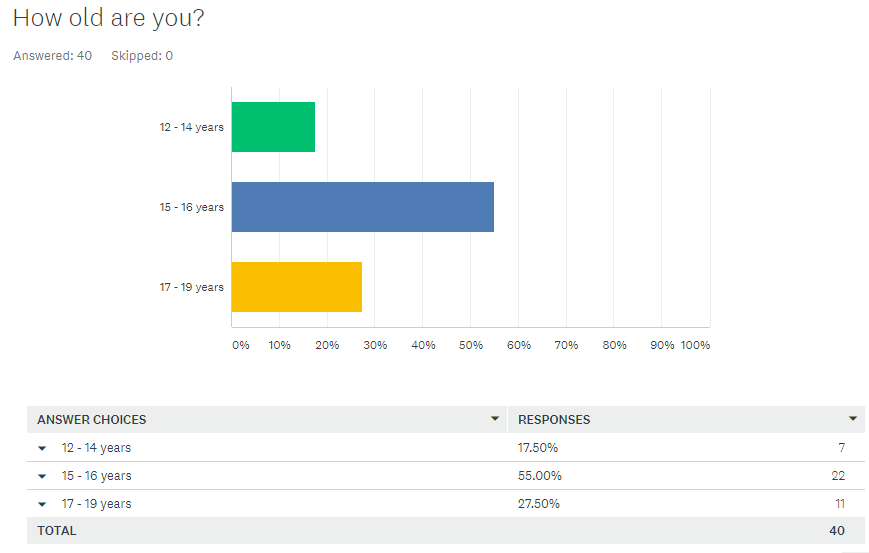 How old are you?
Answered: 40 Skipped: 0
12 - 14 years
15 - 16 years
17 - 19 years
0% 10% 20% 30% 40% 50% 60% 70% 80% 90% 100%
ANSWER CHOICES RESPONSES
12 - 14 years 17.50% 7
15 - 16 years 55.00% 22
17 - 19 years 27.50% 11
TOTAL 40